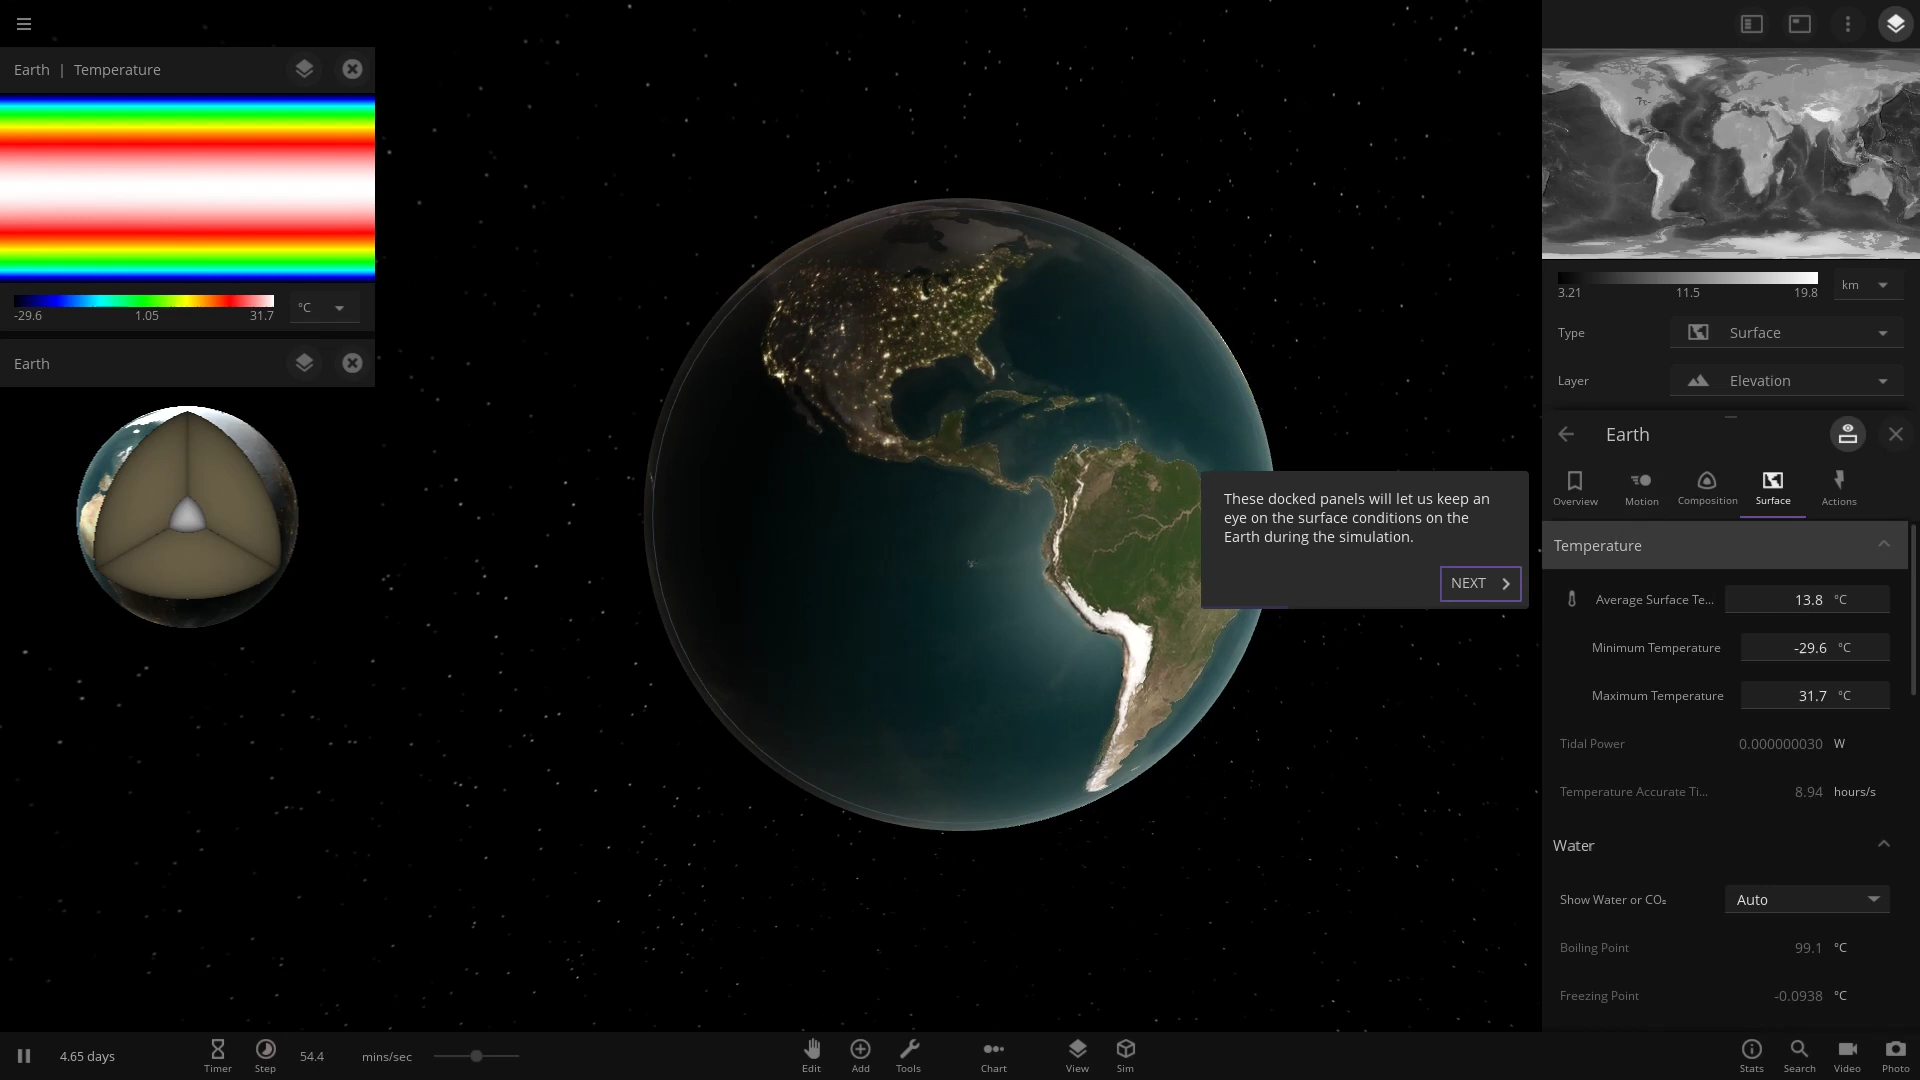 Earth | Temperature
-29.6 1.05 31.7 °C
Earth
These docked panels will let us keep an
eye on the surface conditions on the
Earth during the simulation.
NEXT
3.21 11.5 19.8 km
Type Surface
Layer Elevation
Earth
Overview Motion Composition Surface Actions
Temperature
Average Surface Te... 13.8 °C
Minimum Temperature -29.6 °C
Maximum Temperature 31.7 °C
Tidal Power 0.000000030 W
Temperature Accurate Ti... 8.94 hours/s
Water
Show Water or CO₂ Auto
Boiling Point 99.1 °C
Freezing Point -0.0938 °C
4.65 days Timer Step 54.4 mins/sec Edit Add Tools Chart View Sim Stats Search Video Photo